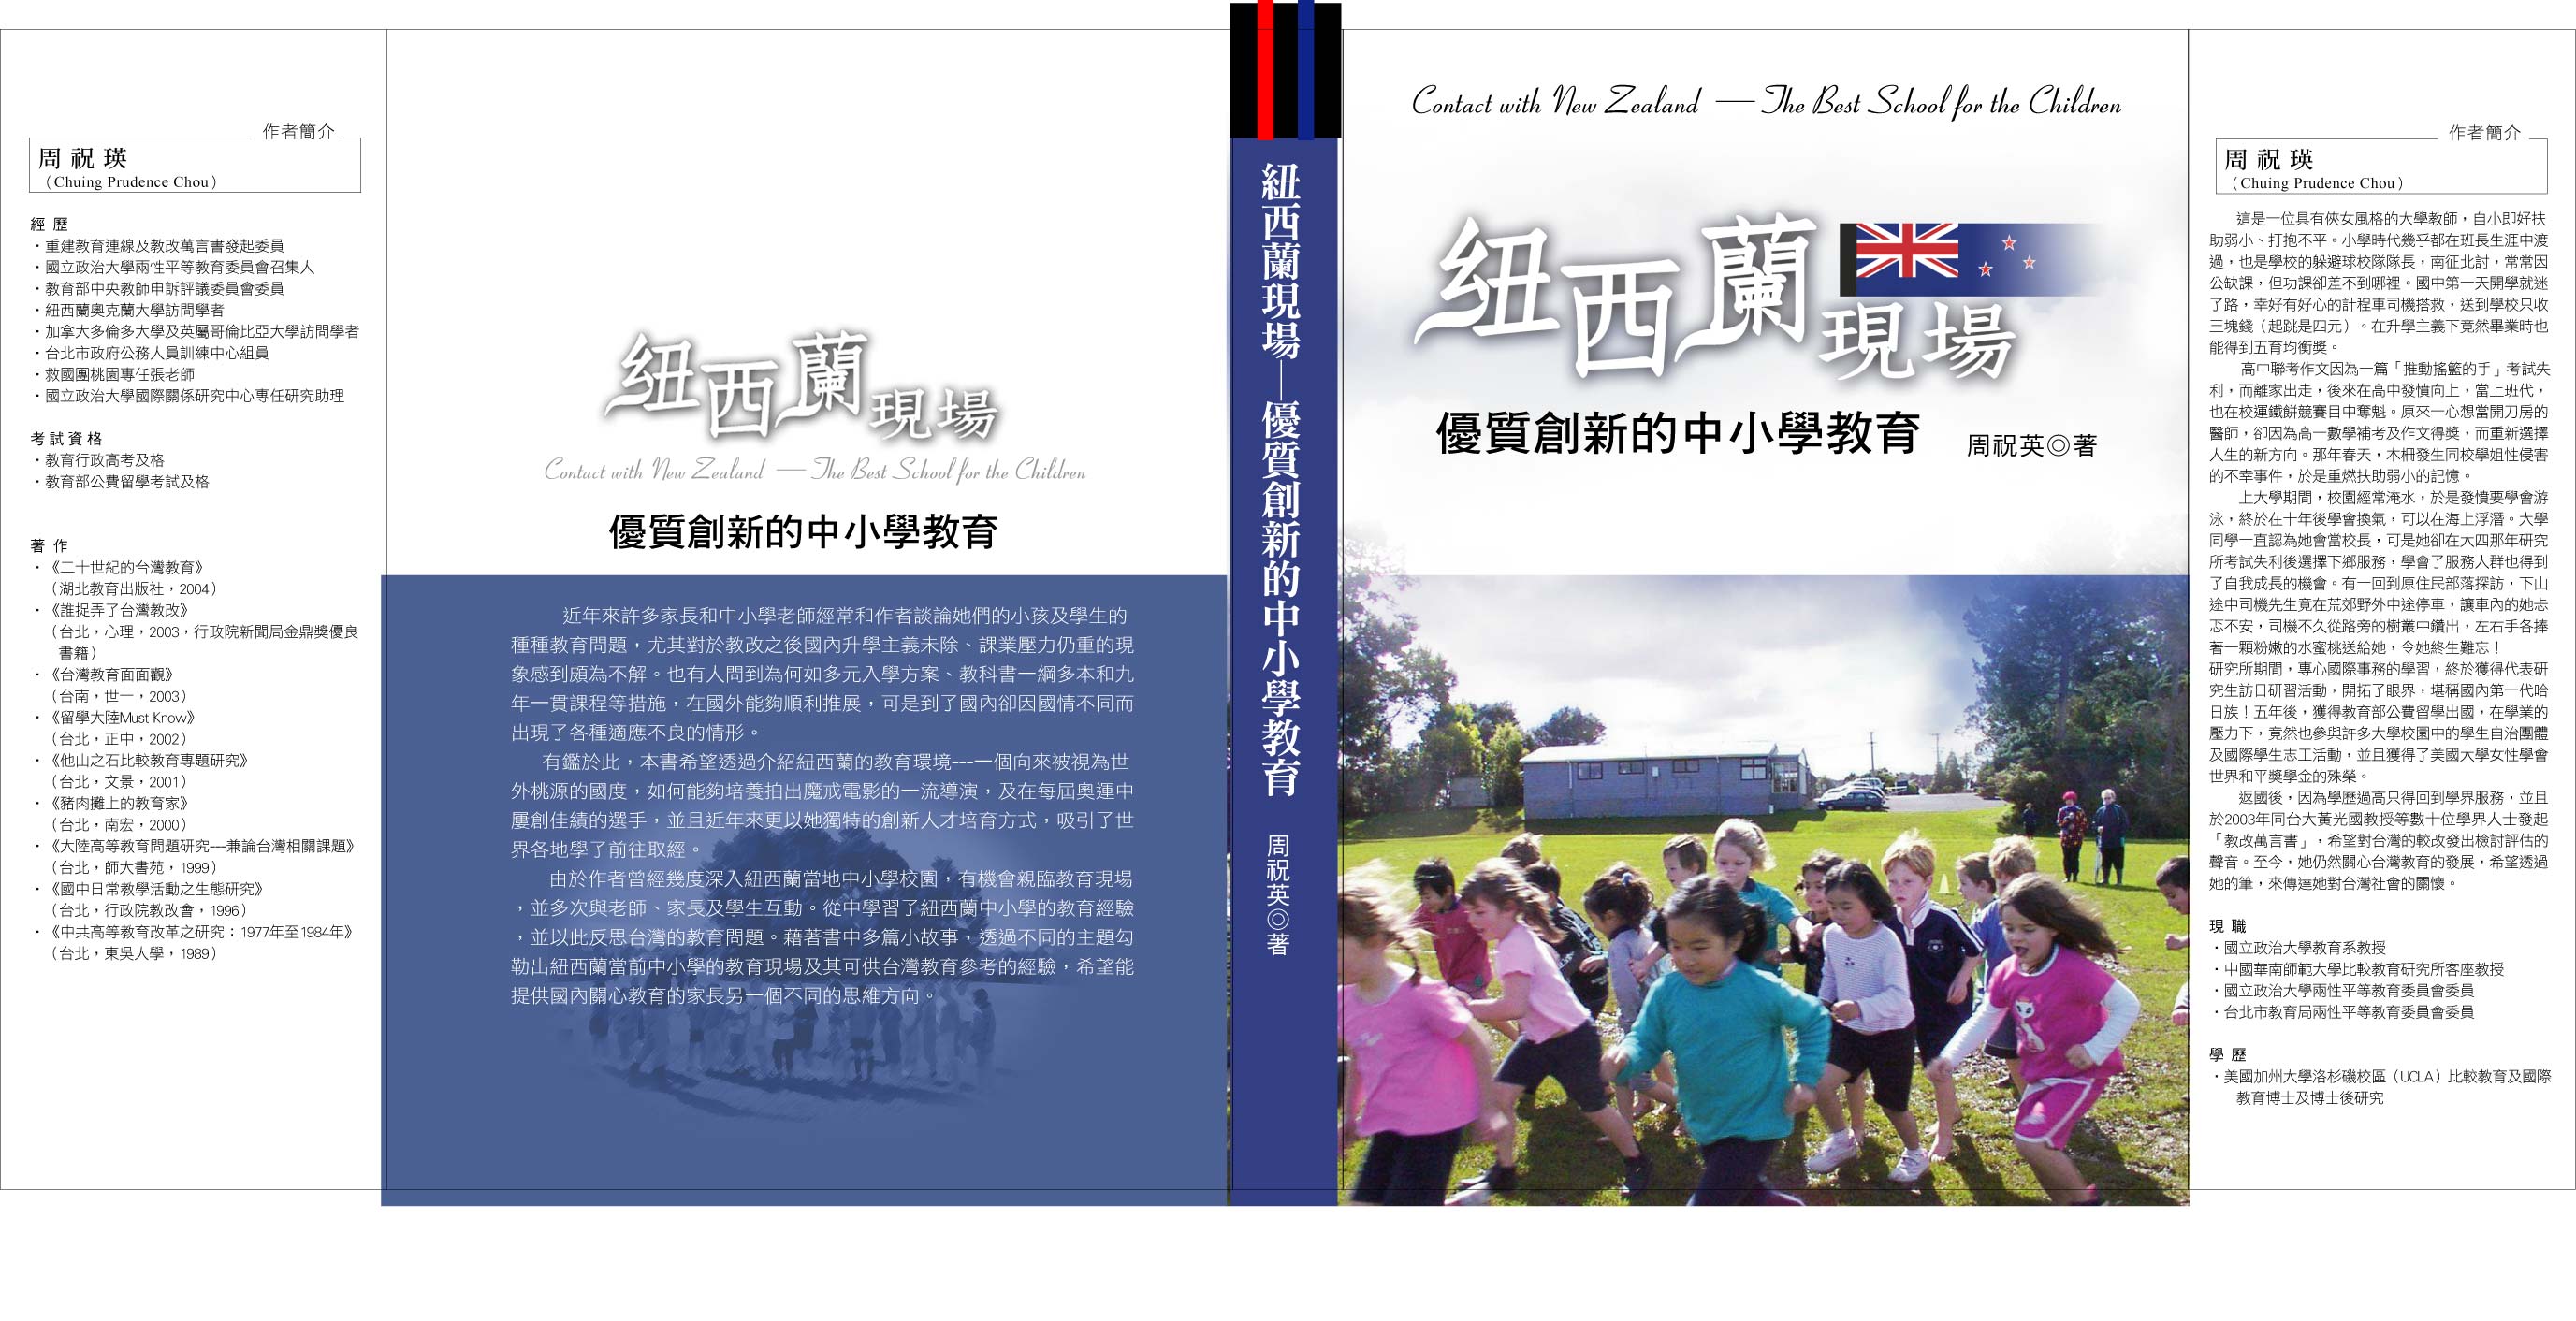 作者簡介
周祝瑛
（Chuing Prudence Chou）
經 歷
．重建教育連線及教改萬言書發起委員
．國立政治大學兩性平等教育委員會召集人
．教育部中央教師申訴評議委員會委員
．紐西蘭奧克蘭大學訪問學者
．加拿大多倫多大學及英屬哥倫比亞大學訪問學者
．台北市政府公務人員訓練中心組員
．救國團桃園專任張老師
．國立政治大學國際關係研究中心專任研究助理
考試資格
．教育行政高考及格
．教育部公費留學考試及格
著 作
．《二十世紀的台灣教育》
（湖北教育出版社，2004）
．《誰捉弄了台灣教改》
（台北，心理，2003，行政院新聞局金鼎獎優良
書籍）
．《台灣教育面面觀》
（台南，世一，2003）
．《留學大陸Must Know》
（台北，正中，2002）
．《他山之石比較教育專題研究》
（台北，文景，2001）
．《豬肉攤上的教育家》
（台北，南宏，2000）
．《大陸高等教育問題研究---兼論台灣相關課題》
（台北，師大書苑，1999）
．《國中日常教學活動之生態研究》
（台北，行政院教改會，1996）
．《中共高等教育改革之研究：1977年至1984年》
（台北，東吳大學，1989）
紐西蘭現場
Contact with New Zealand —The Best School for the Children
優質創新的中小學教育
近年來許多家長和中小學老師經常和作者談論她們的小孩及學生的
種種教育問題，尤其對於教改之後國內升學主義未除、課業壓力仍重的現
象感到頗為不解。也有人問到為何如多元入學方案、教科書一綱多本和九
年一貫課程等措施，在國外能夠順利推展，可是到了國內卻因國情不同而
出現了各種適應不良的情形。
有鑑於此，本書希望透過介紹紐西蘭的教育環境---一個向來被視為世
外桃源的國度，如何能夠培養拍出魔戒電影的一流導演，及在每屆奧運中
屢創佳績的選手，並且近年來更以她獨特的創新人才培育方式，吸引了世
界各地學子前往取經。
由於作者曾經幾度深入紐西蘭當地中小學校園，有機會親臨教育現場
，並多次與老師、家長及學生互動。從中學習了紐西蘭中小學的教育經驗
，並以此反思台灣的教育問題。藉著書中多篇小故事，透過不同的主題勾
勒出紐西蘭當前中小學的教育現場及其可供台灣教育參考的經驗，希望能
提供國內關心教育的家長另一個不同的思維方向。
紐西蘭現場—優質創新的中小學教育 周祝英◎著
Contact with New Zealand —The Best School for the Children
紐西蘭現場
優質創新的中小學教育 周祝英◎著
作者簡介
周祝瑛
（Chuing Prudence Chou）
這是一位具有俠女風格的大學教師，自小即好扶
助弱小、打抱不平。小學時代幾乎都在班長生涯中渡
過，也是學校的躲避球校隊隊長，南征北討，常常因
公缺課，但功課卻差不到哪裡。國中第一天開學就迷
了路，幸好有好心的計程車司機搭救，送到學校只收
三塊錢（起跳是四元）。在升學主義下竟然畢業時也
能得到五育均衡獎。
高中聯考作文因為一篇「推動搖籃的手」考試失
利，而離家出走，後來在高中發憤向上，當上班代，
也在校運鐵餅競賽目中奪魁。原來一心想當開刀房的
醫師，卻因為高一數學補考及作文得獎，而重新選擇
人生的新方向。那年春天，木柵發生同校學姐性侵害
的不幸事件，於是重燃扶助弱小的記憶。
上大學期間，校園經常淹水，於是發憤要學會游
泳，終於在十年後學會換氣，可以在海上浮潛。大學
同學一直認為她會當校長，可是她卻在大四那年研究
所考試失利後選擇下鄉服務，學會了服務人群也得到
了自我成長的機會。有一回到原住民部落探訪，下山
途中司機先生竟在荒郊野外中途停車，讓車內的她忐
忑不安，司機不久從路旁的樹叢中鑽出，左右手各捧
著一顆粉嫩的水蜜桃送給她，令她終生難忘！
研究所期間，專心國際事務的學習，終於獲得代表研
究生訪日研習活動，開拓了眼界，堪稱國內第一代哈
日族！五年後，獲得教育部公費留學出國，在學業的
壓力下，竟然也參與許多大學校園中的學生自治團體
及國際學生志工活動，並且獲得了美國大學女性學會
世界和平獎學金的殊榮。
返國後，因為學歷過高只得回到學界服務，並且
於2003年同台大黃光國教授等數十位學界人士發起
「教改萬言書」，希望對台灣的較改發出檢討評估的
聲音。至今，她仍然關心台灣教育的發展，希望透過
她的筆，來傳達她對台灣社會的關懷。
現 職
．國立政治大學教育系教授
．中國華南師範大學比較教育研究所客座教授
．國立政治大學兩性平等教育委員會委員
．台北市教育局兩性平等教育委員會委員
學 歷
．美國加州大學洛杉磯校區（UCLA）比較教育及國際
教育博士及博士後研究